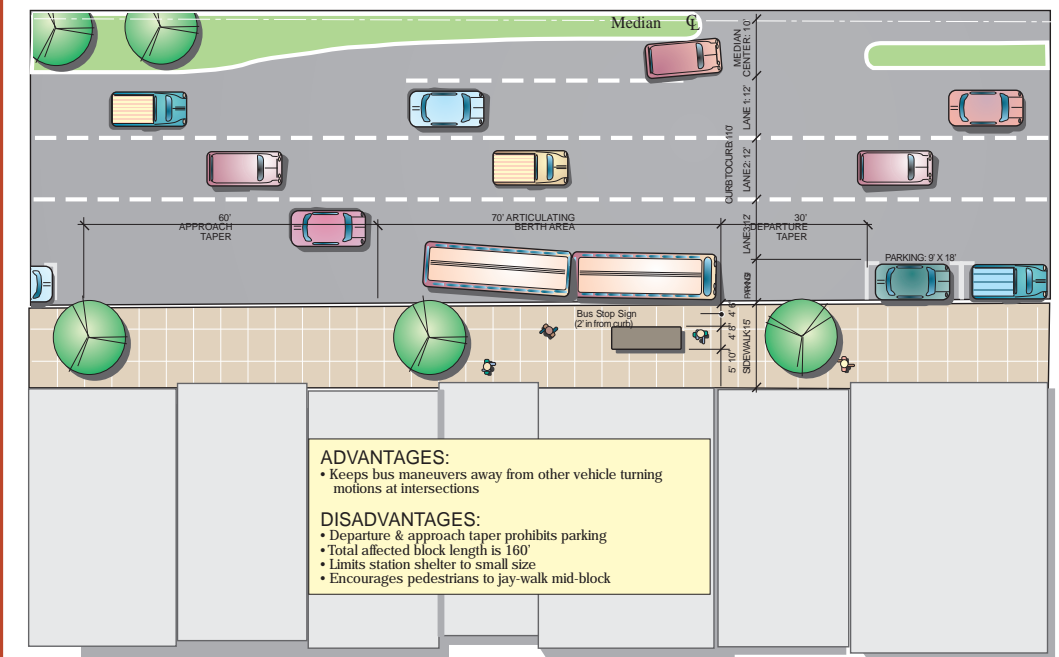 Median ℄
MEDIAN
CENTER: 10'
LANE 1: 12'
CURB TO CURB: 110'
LANE 2: 12'
60'
APPROACH
TAPER
70' ARTICULATING
BERTH AREA
LANE 3: 12'
30'
DEPARTURE
TAPER
PARKING: 9' X 18'
Bus Stop Sign
(2' in from curb)
4' 6"
4' 8"
5' 10"
SIDEWALK 15'
ADVANTAGES:
• Keeps bus maneuvers away from other vehicle turning
motions at intersections
DISADVANTAGES:
• Departure & approach taper prohibits parking
• Total affected block length is 160'
• Limits station shelter to small size
• Encourages pedestrians to jay-walk mid-block